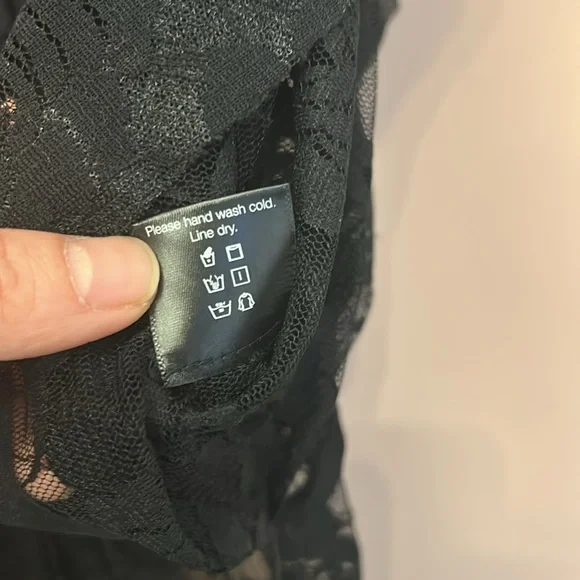 Please hand wash cold.
Line dry.